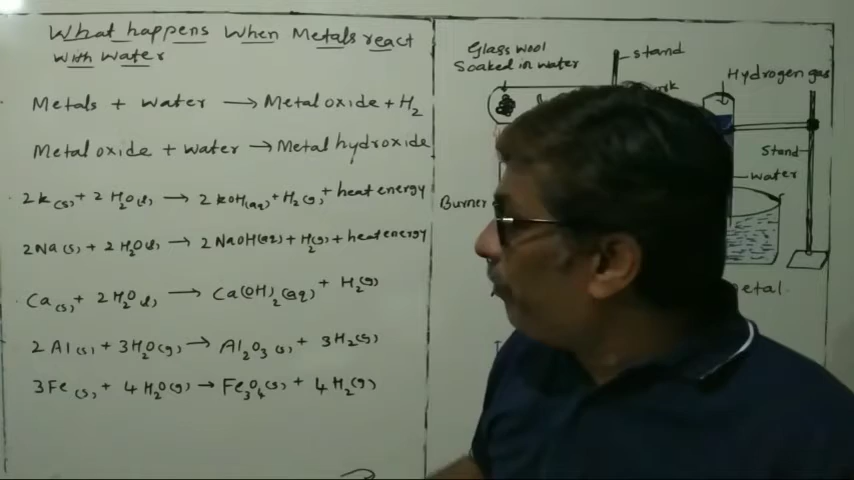 What happens When Metals react
with water
Metals + water → Metal oxide + H₂
Metal oxide + water → Metal hydroxide
2K(s) + 2H₂O(l) → 2KOH(aq) + H₂(g) + heat energy
2Na(s) + 2H₂O(l) → 2NaOH(aq) + H₂(g) + heat energy
Ca(s) + 2H₂O(l) → Ca(OH)₂(aq) + H₂(g)
2Al(s) + 3H₂O(g) → Al₂O₃(s) + 3H₂(g)
3Fe(s) + 4H₂O(g) → Fe₃O₄(s) + 4H₂(g)
Glass wool
Soaked in water
stand
Hydrogen gas
Stand
water
Burner